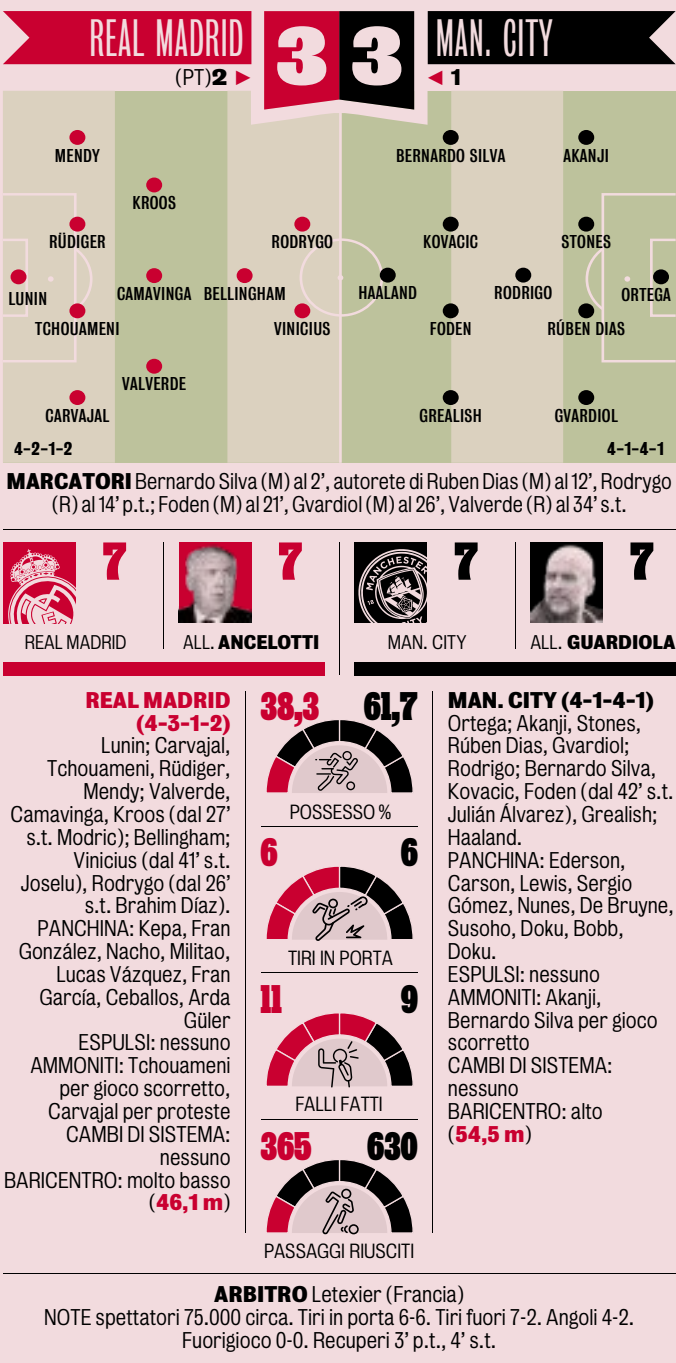 REAL MADRID
3
3
MAN. CITY
(PT)2
1
MENDY
BERNARDO SILVA
AKANJI
KROOS
RÜDIGER
RODRYGO
KOVACIC
STONES
LUNIN
CAMAVINGA
BELLINGHAM
HAALAND
RODRIGO
ORTEGA
TCHOUAMENI
VINICIUS
FODEN
RÚBEN DIAS
VALVERDE
CARVAJAL
GREALISH
GVARDIOL
4-2-1-2
4-1-4-1
MARCATORI Bernardo Silva (M) al 2’, autorete di Ruben Dias (M) al 12’, Rodrygo
(R) al 14’ p.t.; Foden (M) al 21’, Gvardiol (M) al 26’, Valverde (R) al 34’ s.t.
7
REAL MADRID
7
ALL. ANCELOTTI
7
MANCHESTER
18
CITY
MAN. CITY
7
ALL. GUARDIOLA
REAL MADRID
(4-3-1-2)
Lunin; Carvajal,
Tchouameni, Rüdiger,
Mendy; Valverde,
Camavinga, Kroos (dal 27’
s.t. Modric); Bellingham;
Vinicius (dal 41’ s.t.
Joselu), Rodrygo (dal 26’
s.t. Brahim Díaz).
PANCHINA: Kepa, Fran
González, Nacho, Militao,
Lucas Vázquez, Fran
García, Ceballos, Arda
Güler
ESPULSI: nessuno
AMMONITI: Tchouameni
per gioco scorretto,
Carvajal per proteste
CAMBI DI SISTEMA:
nessuno
BARICENTRO: molto basso
(46,1 m)
38,3
61,7
POSSESSO %
6
6
TIRI IN PORTA
11
9
FALLI FATTI
365
630
PASSAGGI RIUSCITI
MAN. CITY (4-1-4-1)
Ortega; Akanji, Stones,
Rúben Dias, Gvardiol;
Rodrigo; Bernardo Silva,
Kovacic, Foden (dal 42’ s.t.
Julián Álvarez), Grealish;
Haaland.
PANCHINA: Ederson,
Carson, Lewis, Sergio
Gómez, Nunes, De Bruyne,
Susoho, Doku, Bobb,
Doku.
ESPULSI: nessuno
AMMONITI: Akanji,
Bernardo Silva per gioco
scorretto
CAMBI DI SISTEMA:
nessuno
BARICENTRO: alto
(54,5 m)
ARBITRO Letexier (Francia)
NOTE spettatori 75.000 circa. Tiri in porta 6-6. Tiri fuori 7-2. Angoli 4-2.
Fuorigioco 0-0. Recuperi 3’ p.t., 4’ s.t.